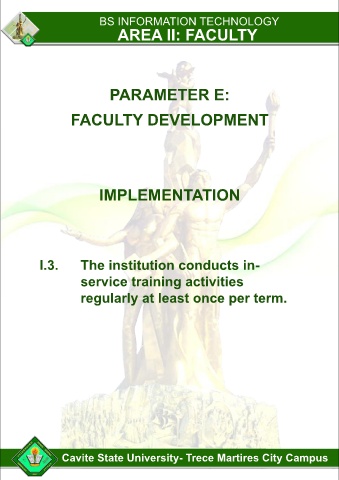 BS INFORMATION TECHNOLOGY
AREA II: FACULTY
PARAMETER E:
FACULTY DEVELOPMENT
IMPLEMENTATION
I.3. The institution conducts in-
service training activities
regularly at least once per term.
Cavite State University- Trece Martires City Campus